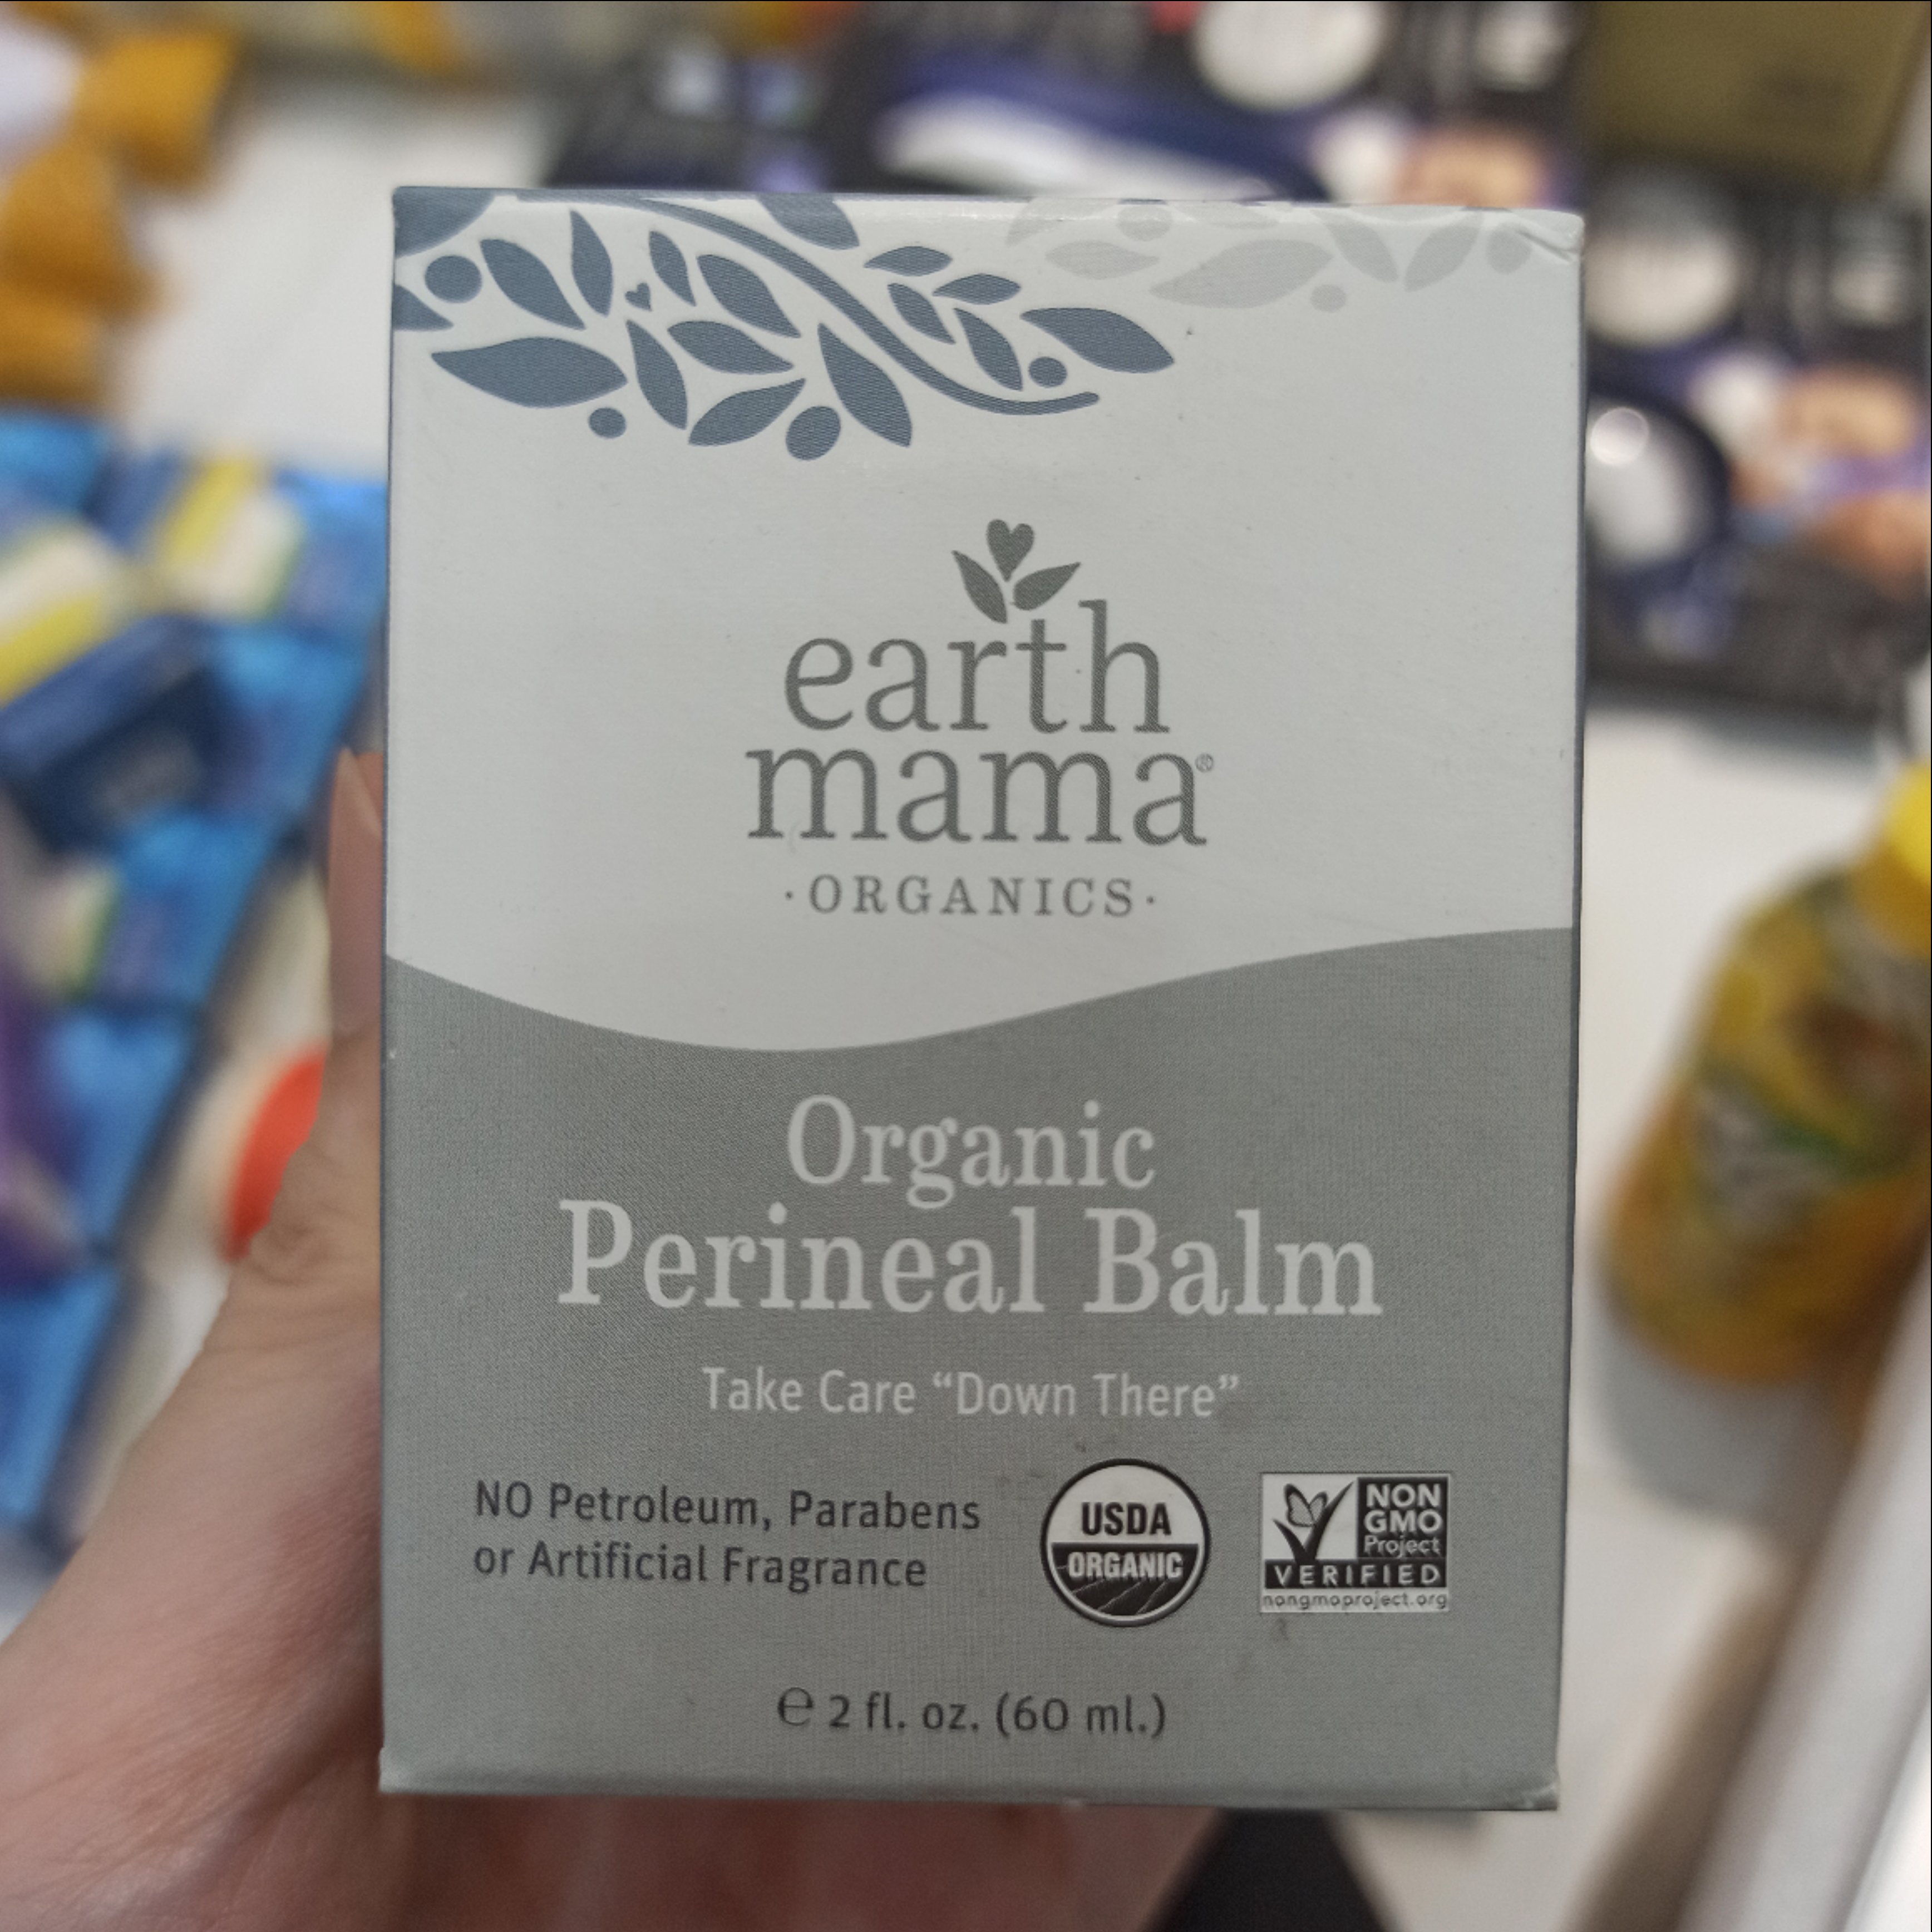 earth
mama®
·ORGANICS·
Organic
Perineal Balm
Take Care “Down There”
NO Petroleum, Parabens
or Artificial Fragrance
USDA
ORGANIC
NON
GMO
Project
VERIFIED
nongmoproject.org
℮ 2 fl. oz. (60 ml.)